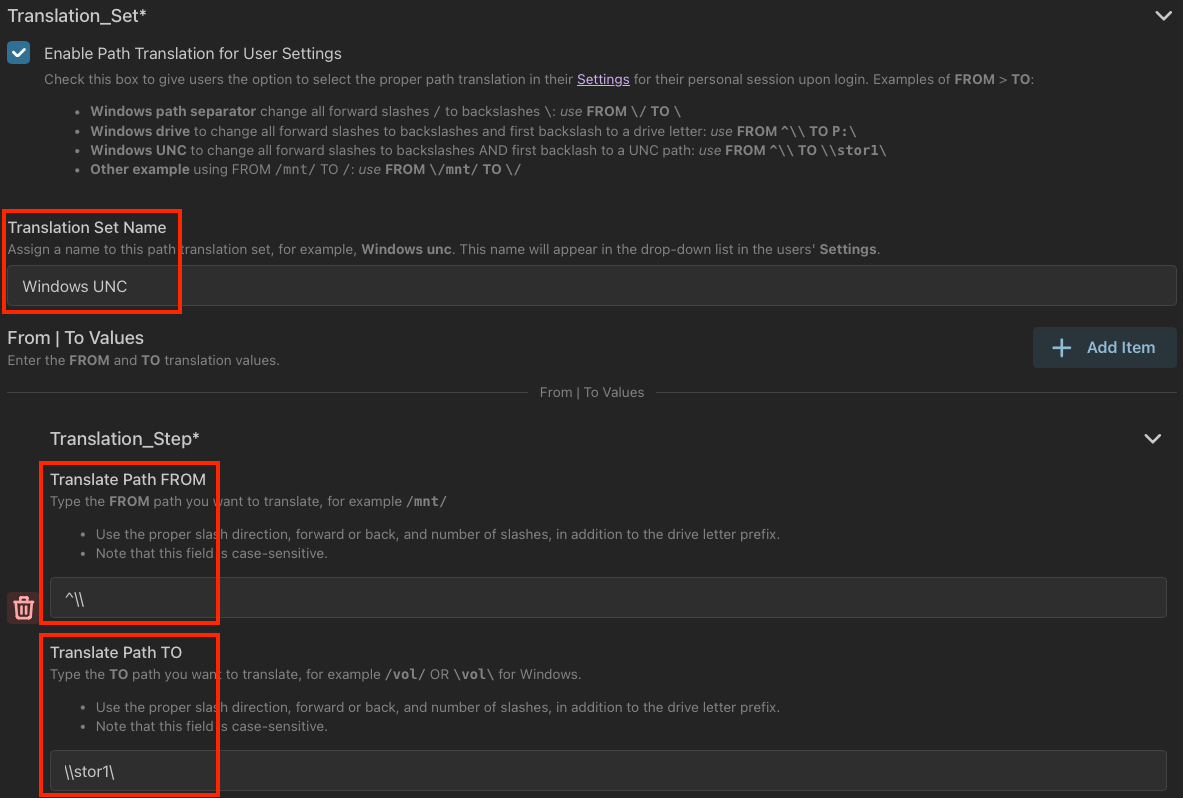 Translation_Set*
Enable Path Translation for User Settings
Check this box to give users the option to select the proper path translation in their Settings for their personal session upon login. Examples of FROM > TO:
• Windows path separator change all forward slashes / to backslashes \: use FROM \/ TO \
• Windows drive to change all forward slashes to backslashes and first backslash to a drive letter: use FROM ^\\ TO P:\
• Windows UNC to change all forward slashes to backslashes AND first backlash to a UNC path: use FROM ^\\ TO \\stor1\
• Other example using FROM /mnt/ TO /: use FROM \/mnt/ TO \/
Translation Set Name
Assign a name to this path translation set, for example, Windows unc. This name will appear in the drop-down list in the users' Settings.
Windows UNC
From | To Values
Enter the FROM and TO translation values.
Add Item
From | To Values
Translation_Step*
Translate Path FROM
Type the FROM path you want to translate, for example /mnt/
• Use the proper slash direction, forward or back, and number of slashes, in addition to the drive letter prefix.
• Note that this field is case-sensitive.
^\\
Translate Path TO
Type the TO path you want to translate, for example /vol/ OR \vol\ for Windows.
• Use the proper slash direction, forward or back, and number of slashes, in addition to the drive letter prefix.
• Note that this field is case-sensitive.
\\stor1\